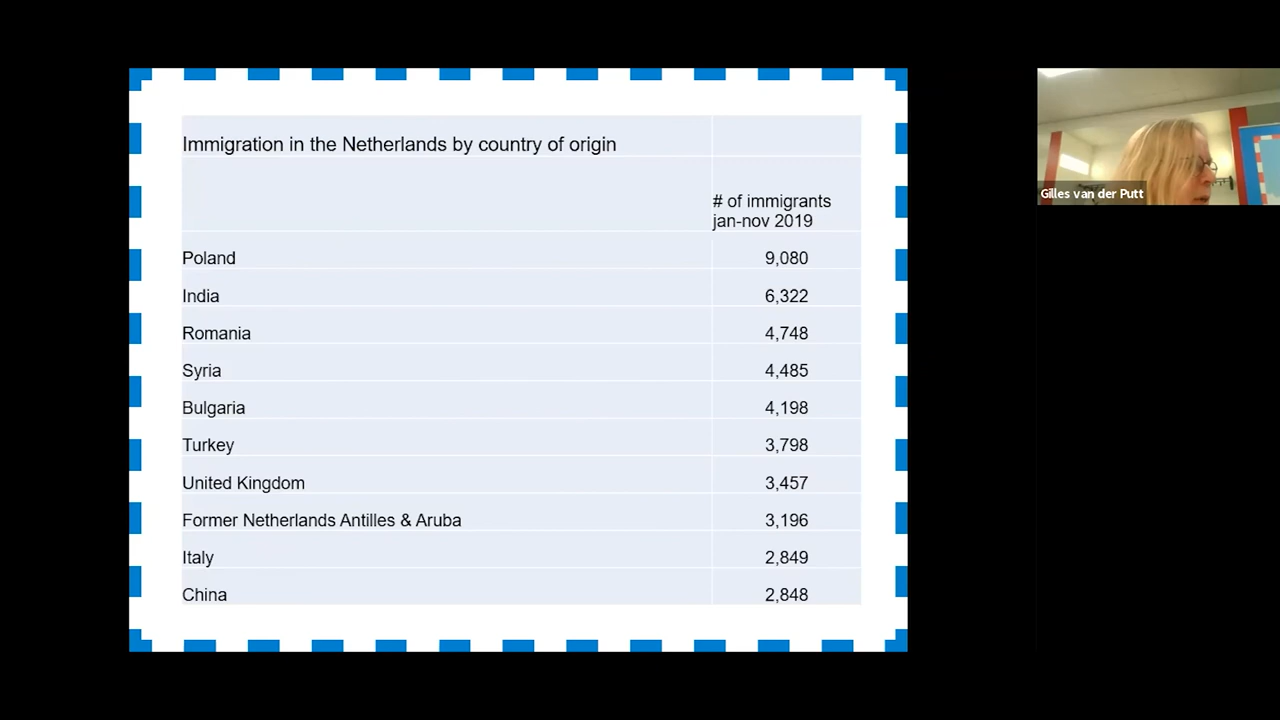 Immigration in the Netherlands by country of origin
# of immigrants
jan-nov 2019
Poland 9,080
India 6,322
Romania 4,748
Syria 4,485
Bulgaria 4,198
Turkey 3,798
United Kingdom 3,457
Former Netherlands Antilles & Aruba 3,196
Italy 2,849
China 2,848
Gilles van der Putt